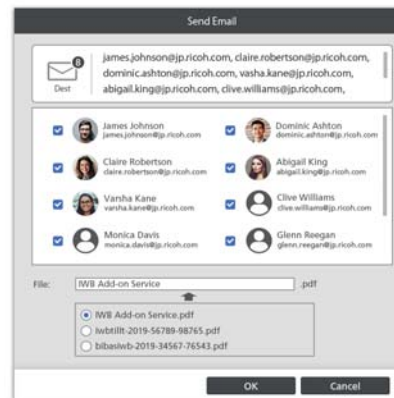 Send Email
8
Dest
james.johnson@jp.ricoh.com, claire.robertson@jp.ricoh.com,
dominic.ashton@jp.ricoh.com, vasha.kane@jp.ricoh.com,
abigail.king@jp.ricoh.com, clive.williams@jp.ricoh.com,
James Johnson
james.johnson@jp.ricoh.com
Dominic Ashton
dominic.ashton@jp.ricoh.com
Claire Robertson
claire.robertson@jp.ricoh.com
Abigail King
abigail.king@jp.ricoh.com
Varsha Kane
varsha.kane@jp.ricoh.com
Clive Williams
clive.williams@jp.ricoh.com
Monica Davis
monica.davis@jp.ricoh.com
Glenn Reegan
glenn.reegan@jp.ricoh.com
File: IWB Add-on Service .pdf
IWB Add-on Service.pdf
iwbtillt-2019-56789-98765.pdf
bibasiwb-2019-34567-76543.pdf
OK Cancel